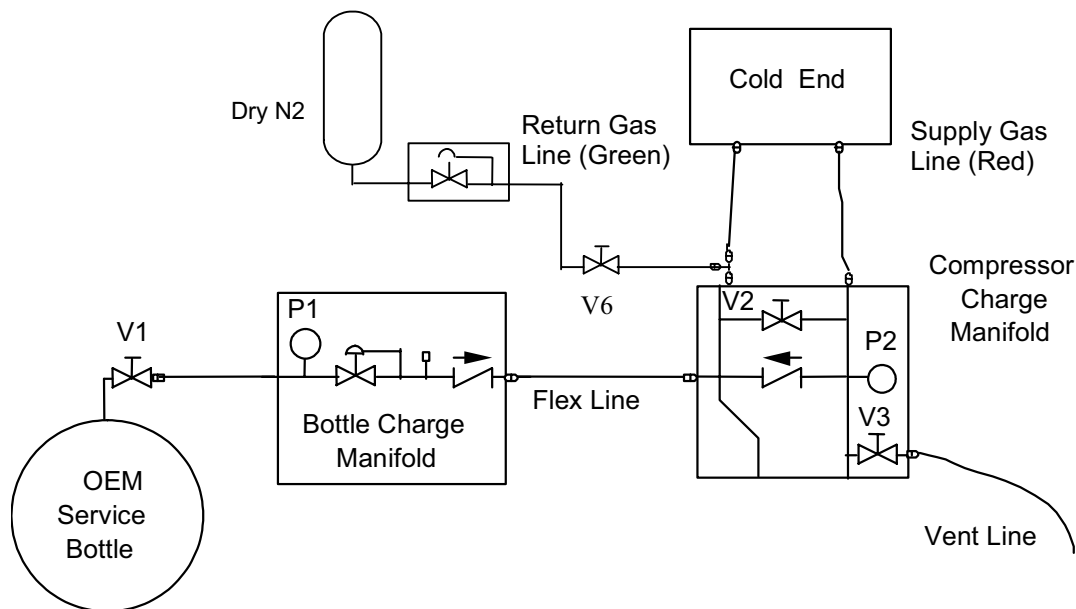 Cold  End
Dry N2
Return Gas
Line (Green)
Supply Gas
Line (Red)
Compressor
Charge
Manifold
V6
V2
P1
V1
P2
Flex Line
V3
Bottle Charge
Manifold
OEM
Service
Bottle
Vent Line